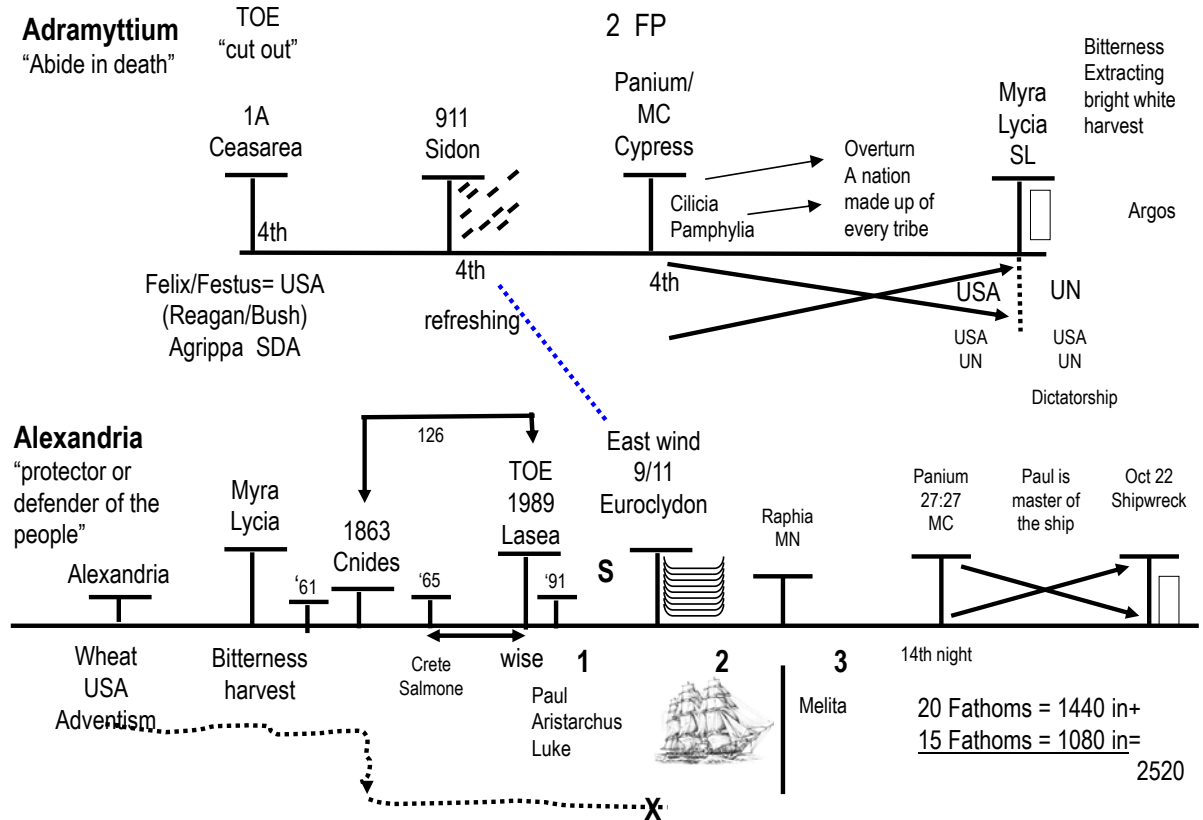 Adramyttium
“Abide in death”
TOE
“cut out”
2 FP
1A
Ceasarea
911
Sidon
Panium/
MC
Cypress
Myra
Lycia
SL
Bitterness
Extracting
bright white
harvest
Overturn
A nation
made up of
every tribe
Cilicia
Pamphylia
Argos
4th
4th
4th
Felix/Festus= USA
(Reagan/Bush)
Agrippa SDA
refreshing
USA
UN
USA
UN
USA
UN
Dictatorship
Alexandria
“protector or
defender of the
people”
126
Alexandria
Myra
Lycia
‘61
1863
Cnides
‘65
TOE
1989
Lasea
‘91
S
East wind
9/11
Euroclydon
Raphia
MN
Panium
27:27
MC
Paul is
master of
the ship
Oct 22
Shipwreck
Wheat
USA
Adventism
Bitterness
harvest
Crete
Salmone
wise
1
Paul
Aristarchus
Luke
2
3
Melita
14th night
20 Fathoms = 1440 in+
15 Fathoms = 1080 in=
2520
X